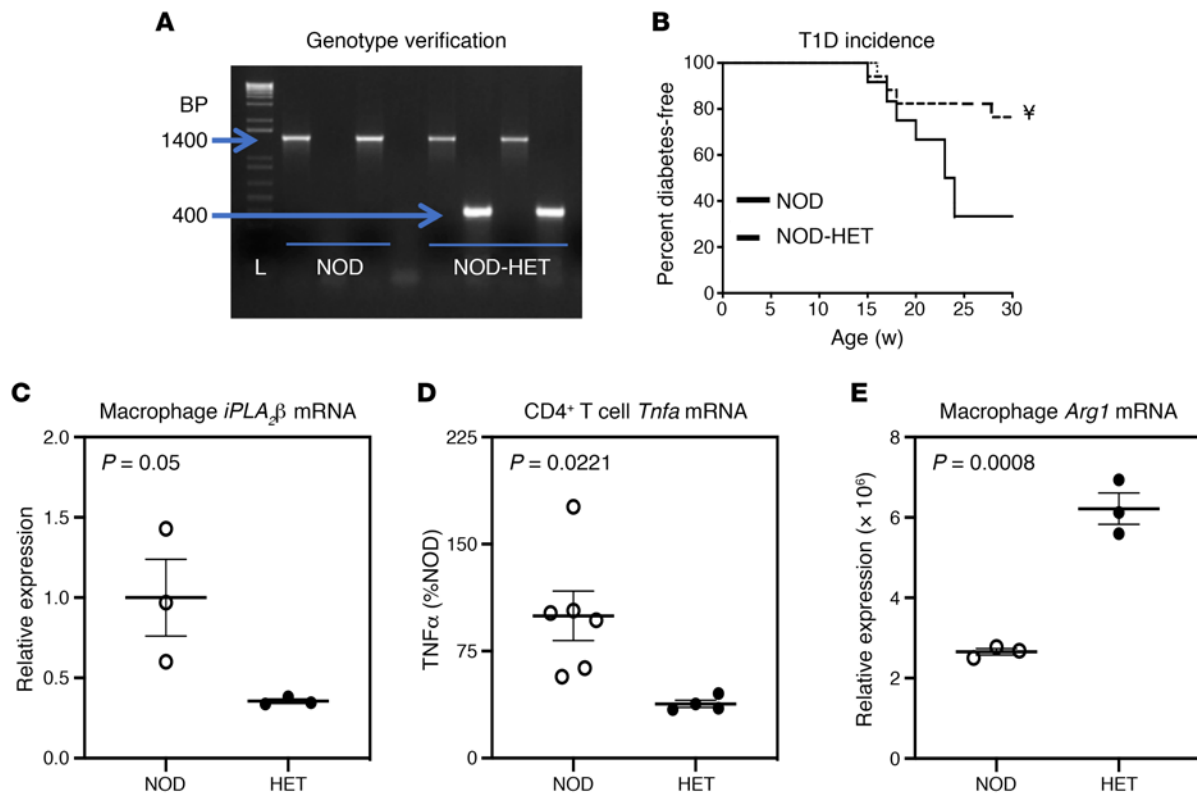 A
Genotype verification
BP
1400
400
L
NOD
NOD-HET
B
T1D incidence
Percent diabetes-free
100
80
60
40
20
0
¥
NOD
NOD-HET
0 5 10 15 20 25 30
Age (w)
C
Macrophage iPLA₂β mRNA
P = 0.05
Relative expression
2.0
1.5
1.0
0.5
0.0
NOD HET
D
CD4⁺ T cell Tnfa mRNA
P = 0.0221
TNFα (%NOD)
225
150
75
0
NOD HET
E
Macrophage Arg1 mRNA
P = 0.0008
Relative expression (× 10⁶)
8
6
4
2
0
NOD HET